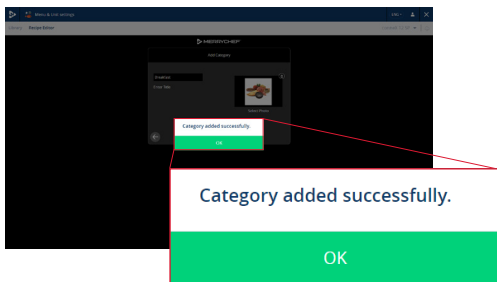 Menu & Unit Settings
ENG
Library
Recipe Editor
MERRYCHEF
Add Category
Breakfast
Enter Title
Select Photo
Category added successfully.
OK
Category added successfully.
OK